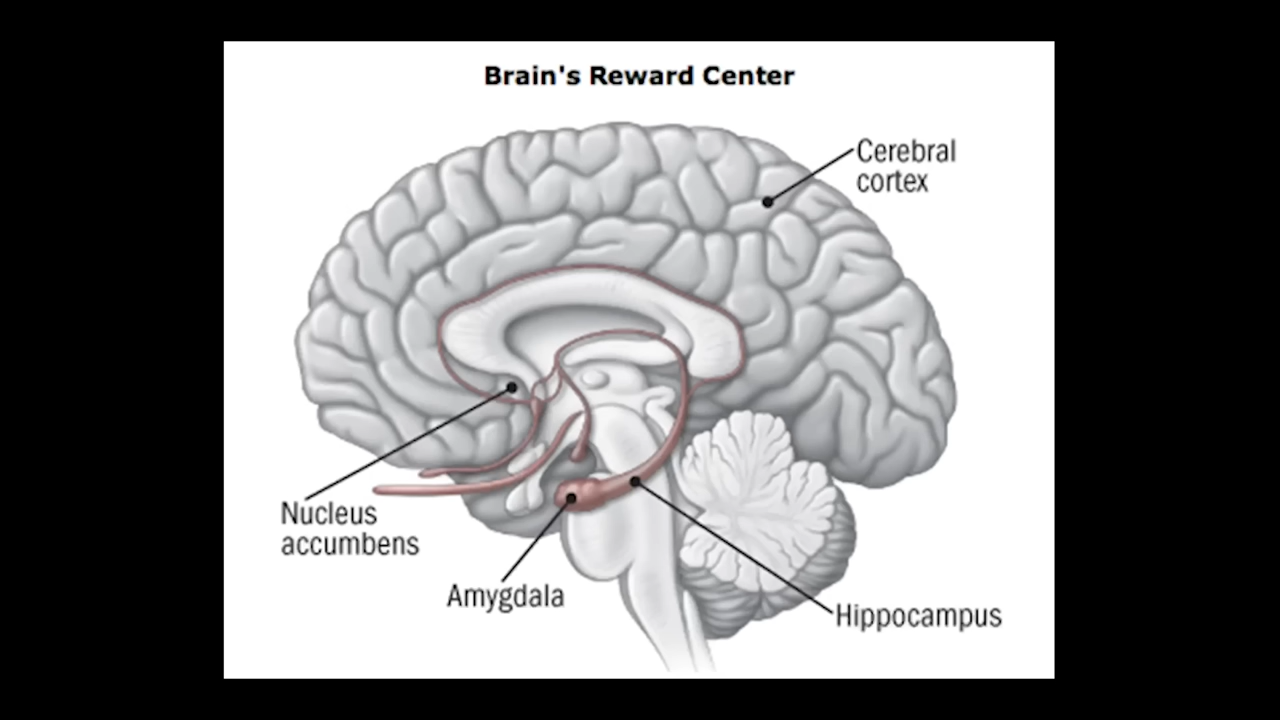 Brain's Reward Center
Cerebral
cortex
Nucleus
accumbens
Amygdala
Hippocampus